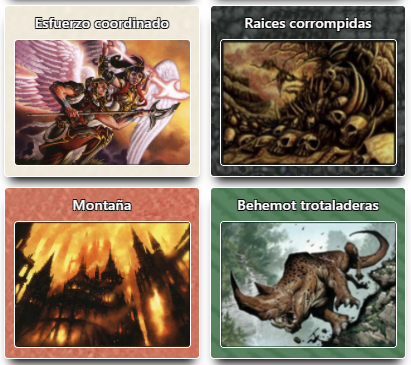 Esfuerzo coordinado
Raices corrompidas
Montaña
Behemot trotaladeras